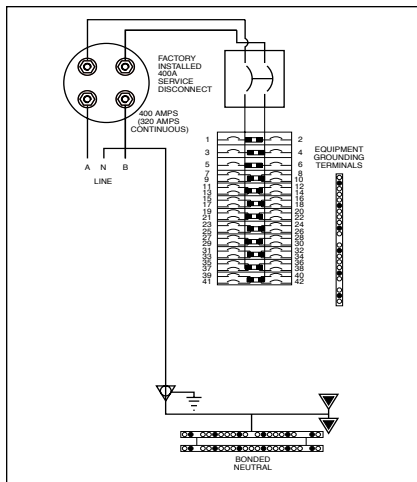 FACTORY
INSTALLED
400A
SERVICE
DISCONNECT
400 AMPS
(320 AMPS
CONTINUOUS)
A N B
LINE
EQUIPMENT
GROUNDING
TERMINALS
1 2
3 4
5 6
7 8
9 10
11 12
13 14
15 16
17 18
19 20
21 22
23 24
25 26
27 28
29 30
31 32
33 34
35 36
37 38
39 40
41 42
BONDED
NEUTRAL